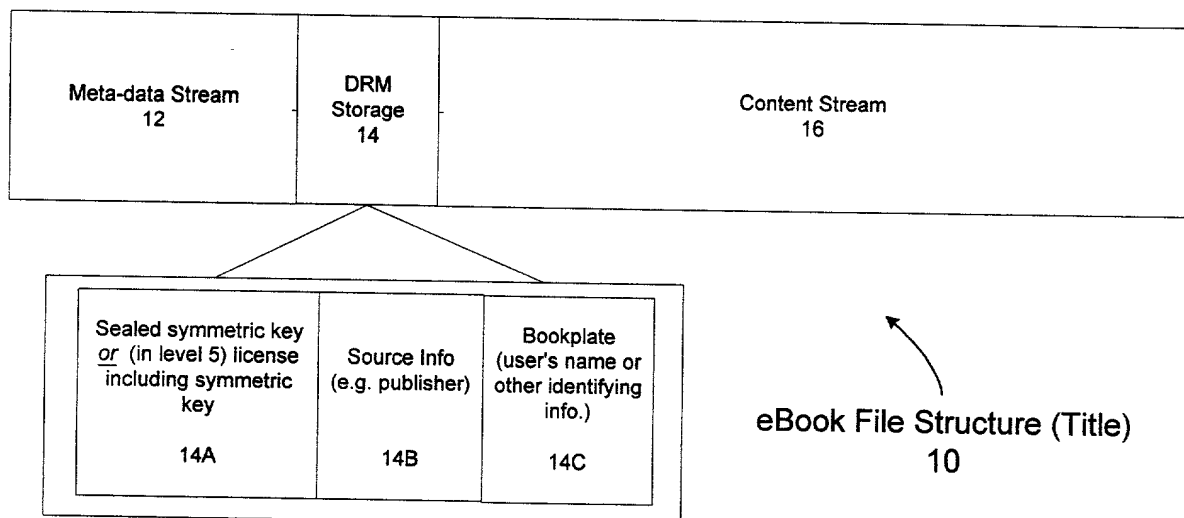 Meta-data Stream
12
DRM
Storage
14
Content Stream
16
Sealed symmetric key
or (in level 5) license
including symmetric
key
14A
Source Info
(e.g. publisher)
14B
Bookplate
(user's name or
other identifying
info.)
14C
eBook File Structure (Title)
10